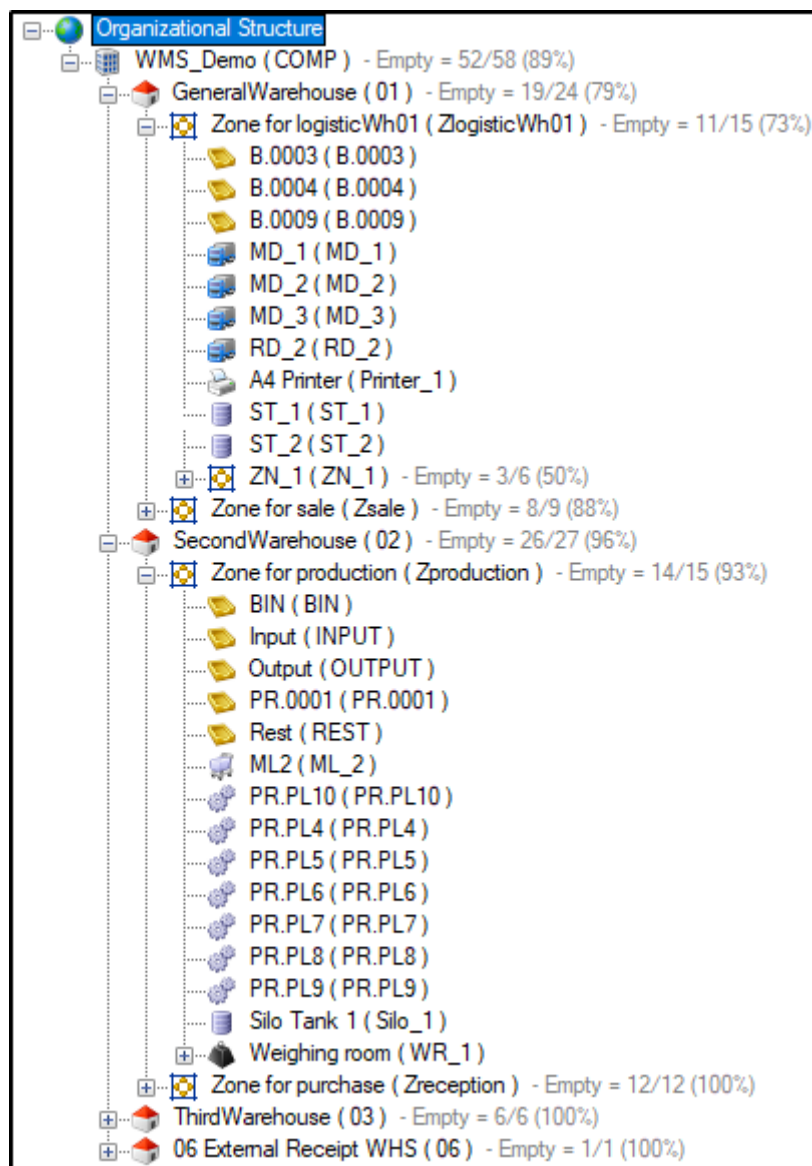 Organizational Structure
WMS_Demo ( COMP ) - Empty = 52/58 (89%)
GeneralWarehouse ( 01 ) - Empty = 19/24 (79%)
Zone for logisticWh01 ( ZlogisticWh01 ) - Empty = 11/15 (73%)
B.0003 ( B.0003 )
B.0004 ( B.0004 )
B.0009 ( B.0009 )
MD_1 ( MD_1 )
MD_2 ( MD_2 )
MD_3 ( MD_3 )
RD_2 ( RD_2 )
A4 Printer ( Printer_1 )
ST_1 ( ST_1 )
ST_2 ( ST_2 )
ZN_1 ( ZN_1 ) - Empty = 3/6 (50%)
Zone for sale ( Zsale ) - Empty = 8/9 (88%)
SecondWarehouse ( 02 ) - Empty = 26/27 (96%)
Zone for production ( Zproduction ) - Empty = 14/15 (93%)
BIN ( BIN )
Input ( INPUT )
Output ( OUTPUT )
PR.0001 ( PR.0001 )
Rest ( REST )
ML2 ( ML_2 )
PR.PL10 ( PR.PL10 )
PR.PL4 ( PR.PL4 )
PR.PL5 ( PR.PL5 )
PR.PL6 ( PR.PL6 )
PR.PL7 ( PR.PL7 )
PR.PL8 ( PR.PL8 )
PR.PL9 ( PR.PL9 )
Silo Tank 1 ( Silo_1 )
Weighing room ( WR_1 )
Zone for purchase ( Zreception ) - Empty = 12/12 (100%)
ThirdWarehouse ( 03 ) - Empty = 6/6 (100%)
06 External Receipt WHS ( 06 ) - Empty = 1/1 (100%)